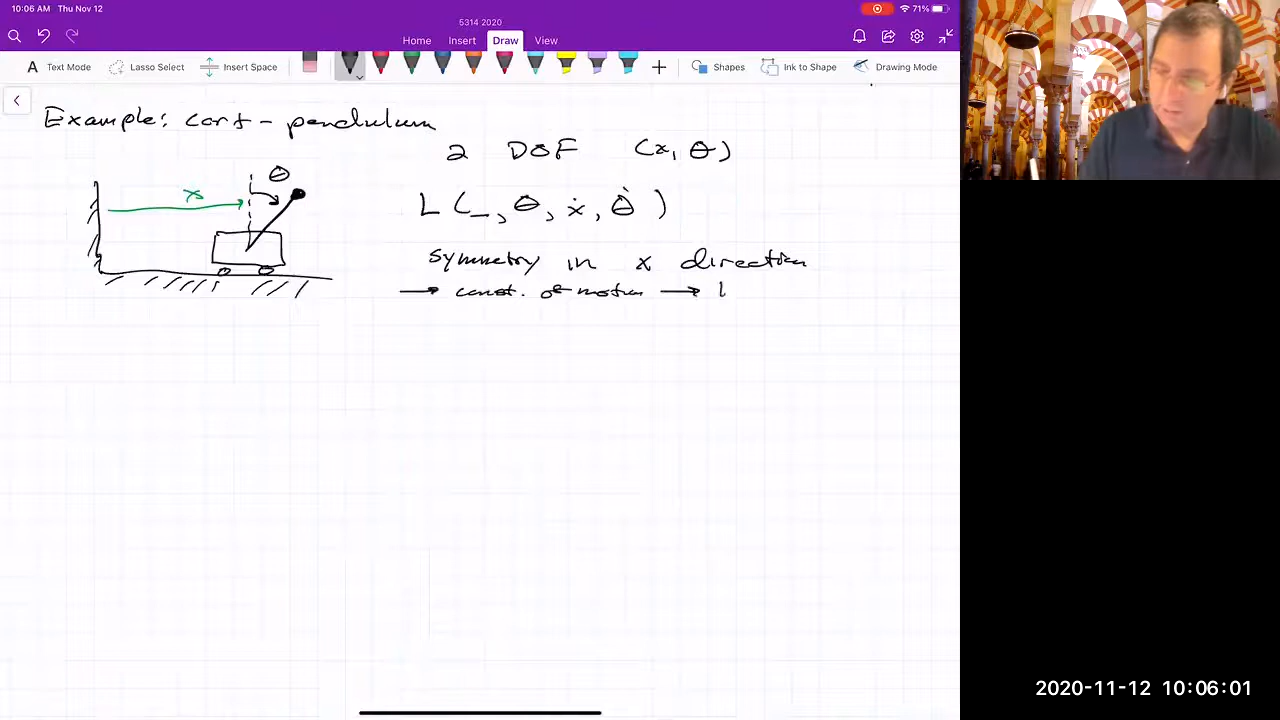 10:06 AM Thu Nov 12
71%
5314 2020
Home Insert Draw View
A Text Mode Lasso Select Insert Space Shapes Ink to Shape Drawing Mode
Example: cart - pendulum
2 DOF (x, θ)
θ
x
L(_, θ, ẋ, θ̇)
symmetry in x direction
→ const. of motion →
2020-11-12 10:06:01